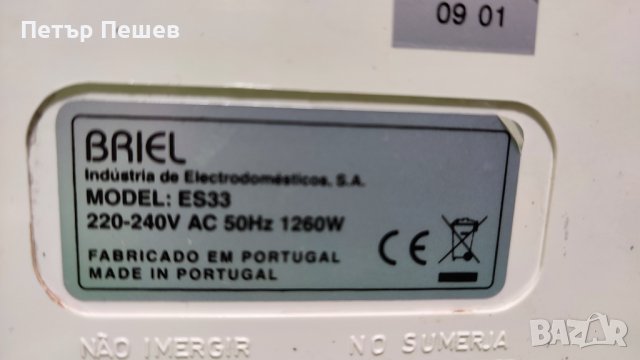 Петър Пешев
09 01
BRIEL
Indústria de Electrodomésticos, S.A.
MODEL: ES33
220-240V AC 50Hz 1260W
FABRICADO EM PORTUGAL
MADE IN PORTUGAL
CE
NÃO IMERGIR NO SUMERJA
BAZAR